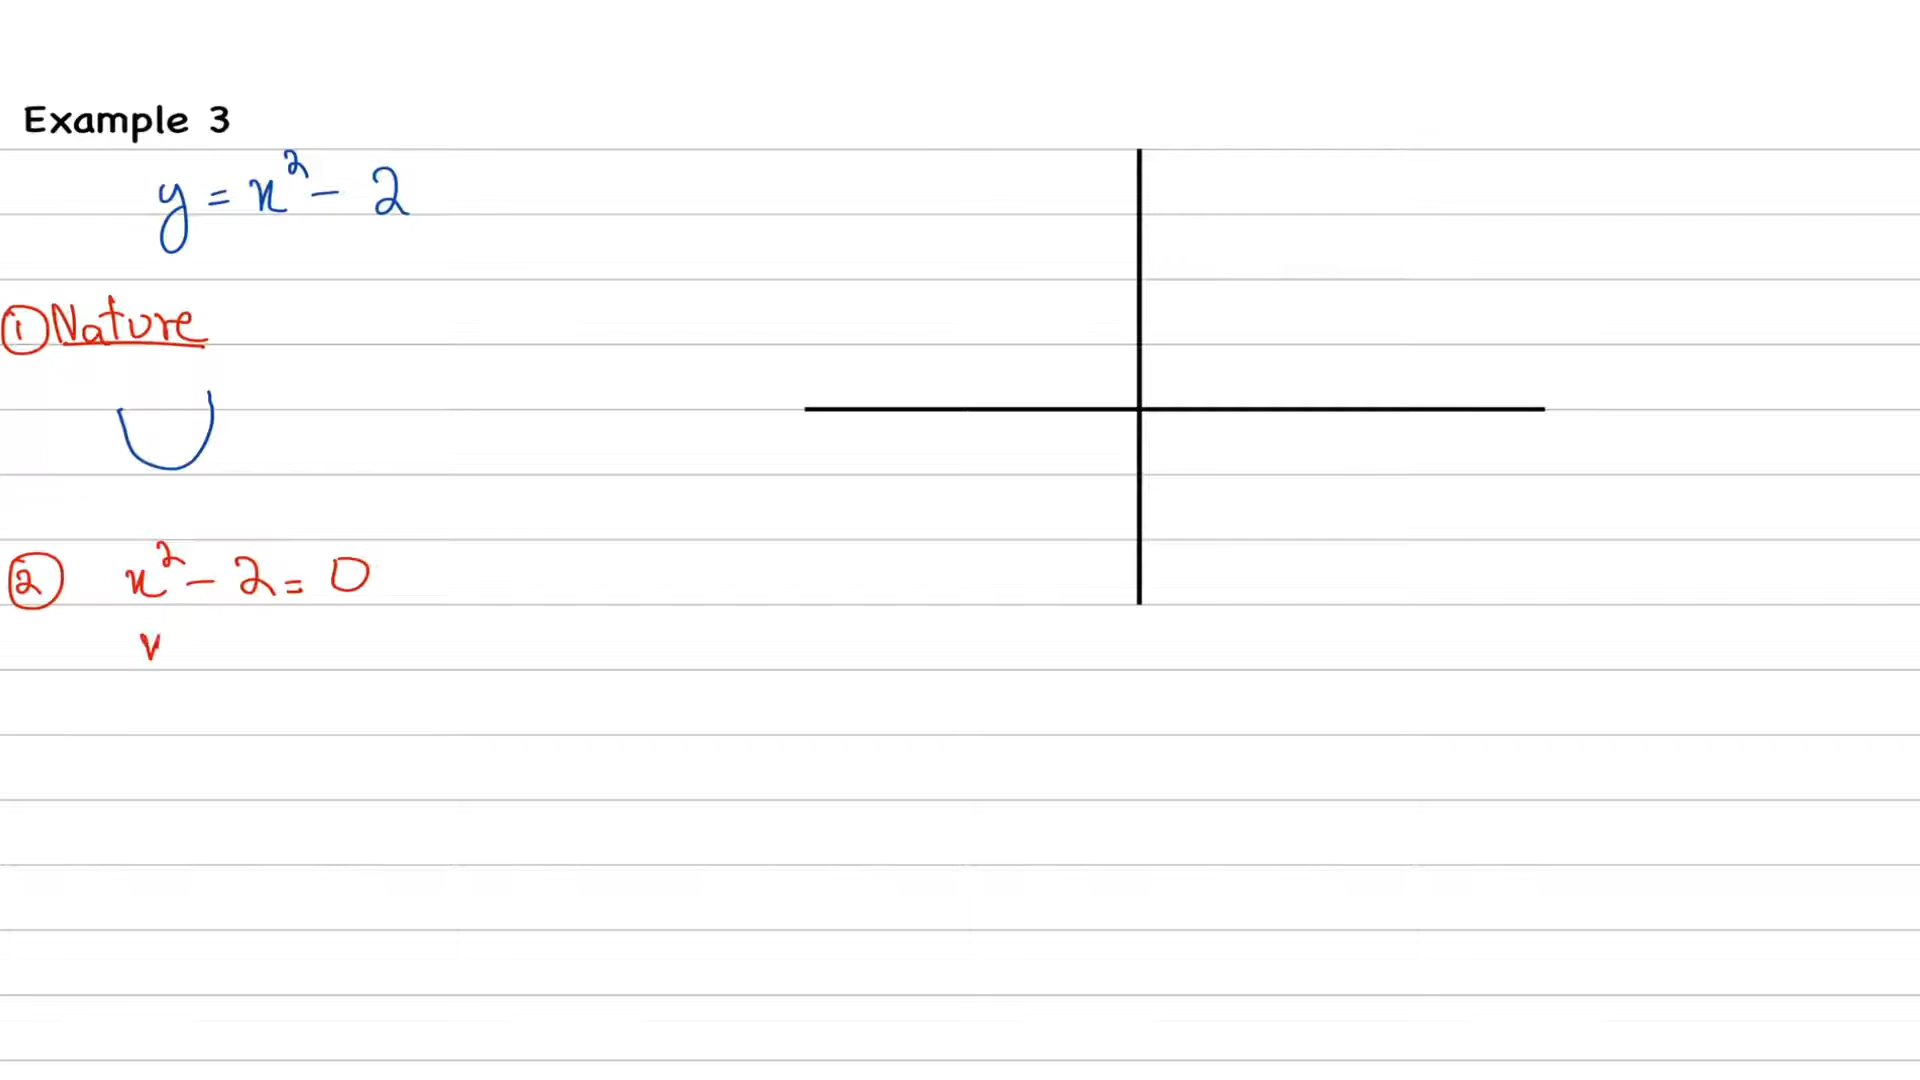 Example 3
y = x² - 2
① Nature
② x² - 2 = 0